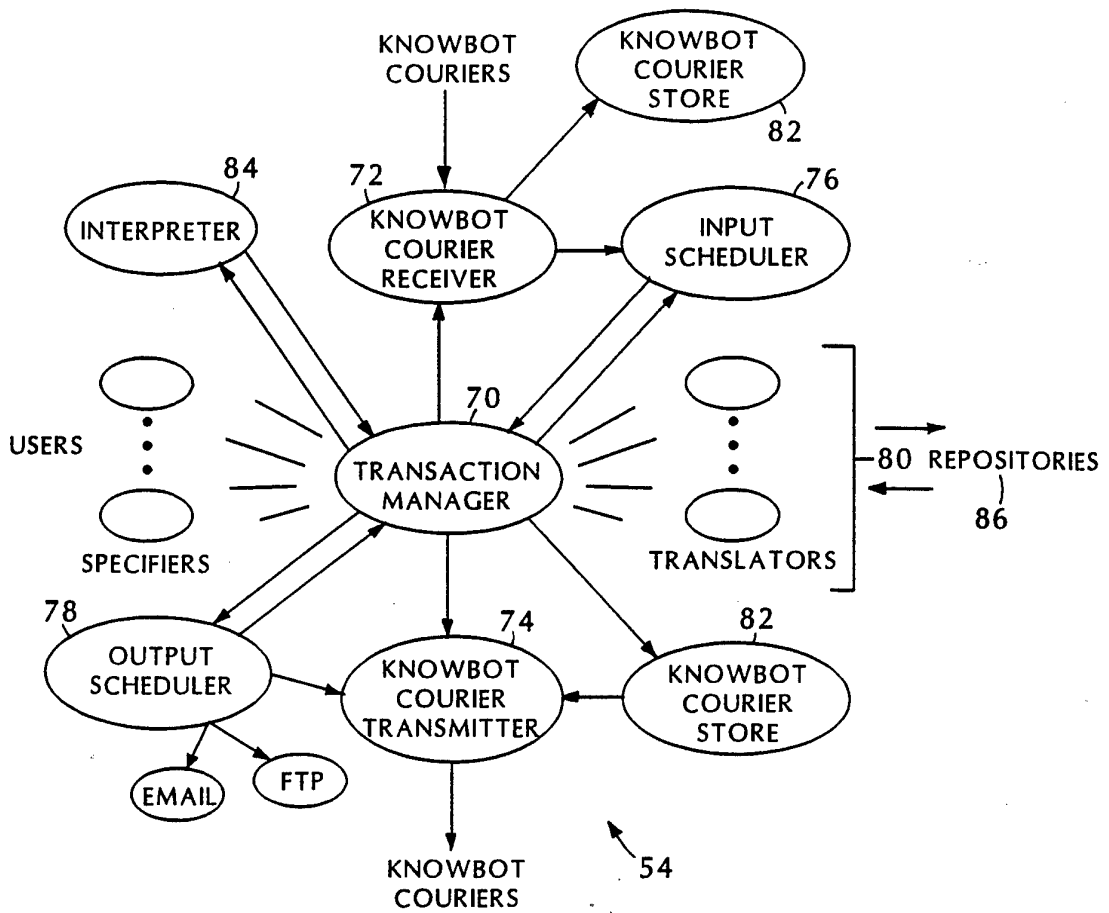 KNOWBOT
COURIERS
KNOWBOT
COURIER
STORE
82
84
INTERPRETER
72
KNOWBOT
COURIER
RECEIVER
76
INPUT
SCHEDULER
USERS
SPECIFIERS
70
TRANSACTION
MANAGER
TRANSLATORS
80
REPOSITORIES
86
78
OUTPUT
SCHEDULER
74
KNOWBOT
COURIER
TRANSMITTER
82
KNOWBOT
COURIER
STORE
EMAIL
FTP
KNOWBOT
COURIERS
54